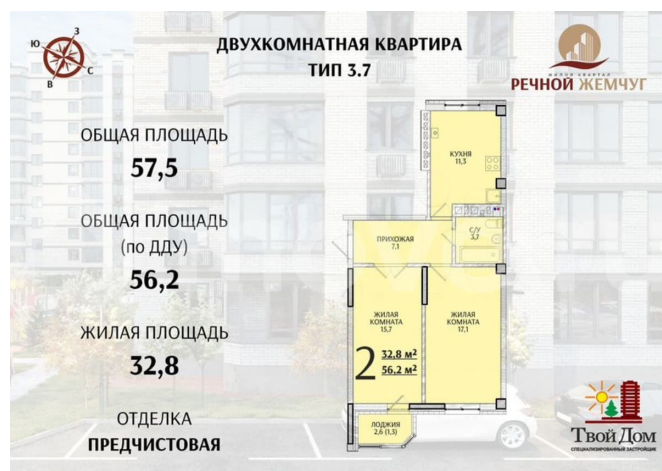 ДВУХКОМНАТНАЯ КВАРТИРА
ТИП 3.7
З
Ю
С
В
ЖИЛОЙ КВАРТАЛ
РЕЧНОЙ ЖЕМЧУГ
ОБЩАЯ ПЛОЩАДЬ
57,5
ОБЩАЯ ПЛОЩАДЬ
(по ДДУ)
56,2
ЖИЛАЯ ПЛОЩАДЬ
32,8
ОТДЕЛКА
ПРЕДЧИСТОВАЯ
КУХНЯ
11,3
С/У
3,7
ПРИХОЖАЯ
7,1
ЖИЛАЯ
КОМНАТА
15,7
ЖИЛАЯ
КОМНАТА
17,1
2
32,8 м²
56,2 м²
ЛОДЖИЯ
2,6 (1,3)
Твой Дом
СПЕЦИАЛИЗИРОВАННЫЙ ЗАСТРОЙЩИК